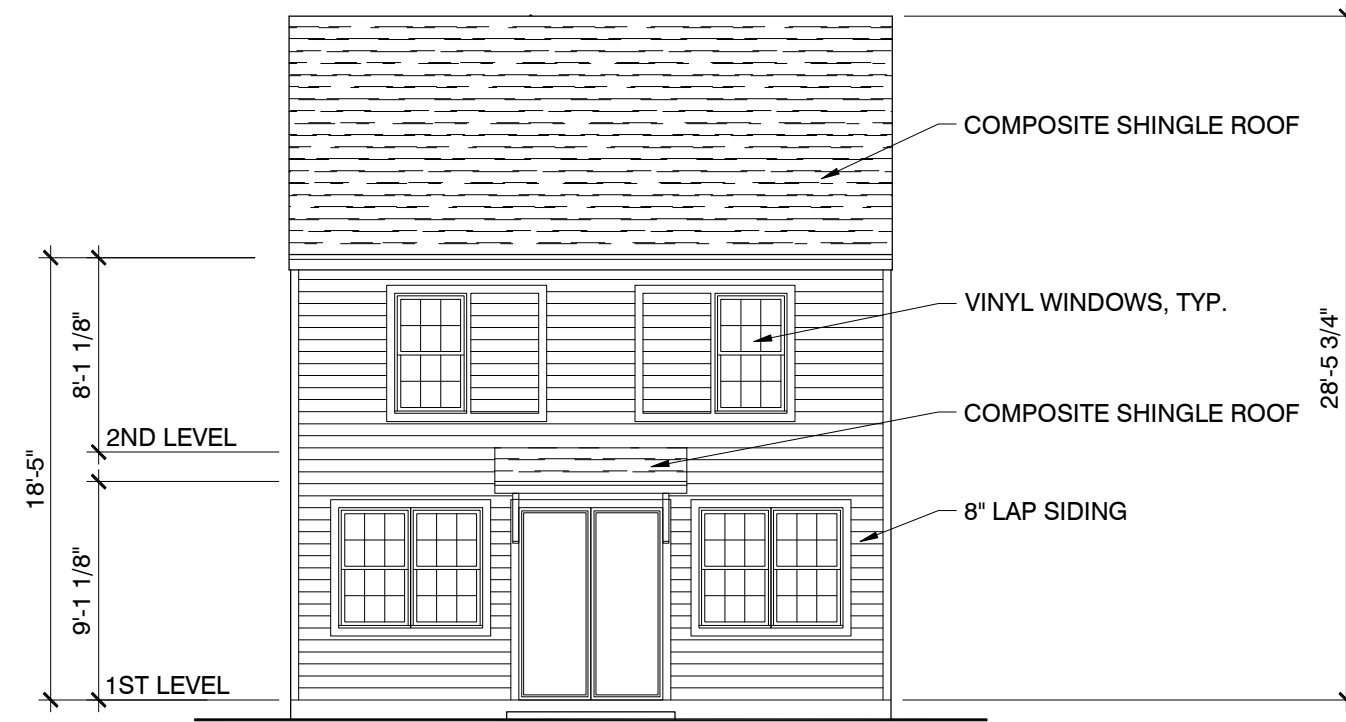 COMPOSITE SHINGLE ROOF
VINYL WINDOWS, TYP.
28'-5 3/4"
8'-1 1/8"
COMPOSITE SHINGLE ROOF
2ND LEVEL
18'-5"
8" LAP SIDING
9'-1 1/8"
1ST LEVEL